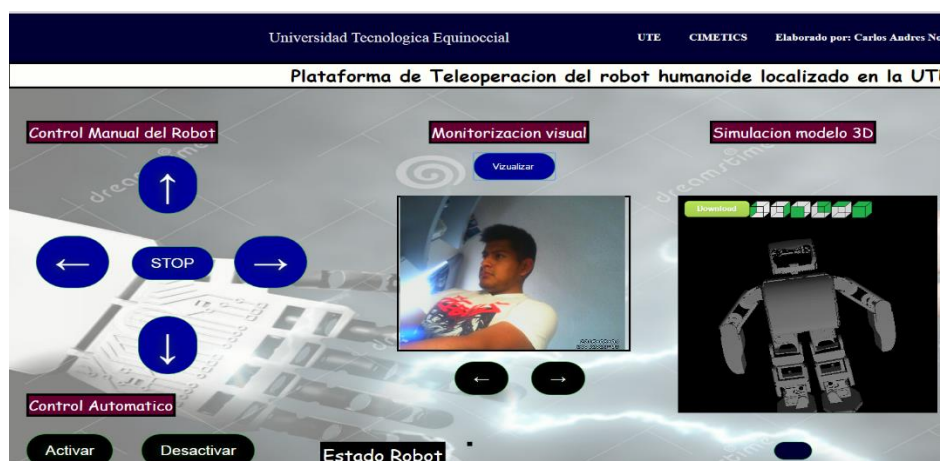 Universidad Tecnologica Equinoccial UTE CIMETICS Elaborado por: Carlos Andres No
Plataforma de Teleoperacion del robot humanoide localizado en la UT
Control Manual del Robot
Monitorizacion visual
Simulacion modelo 3D
Vizualizar
dreamstime
Download
↑
← STOP →
↓
← →
Control Automatico
Activar Desactivar
Estado Robot